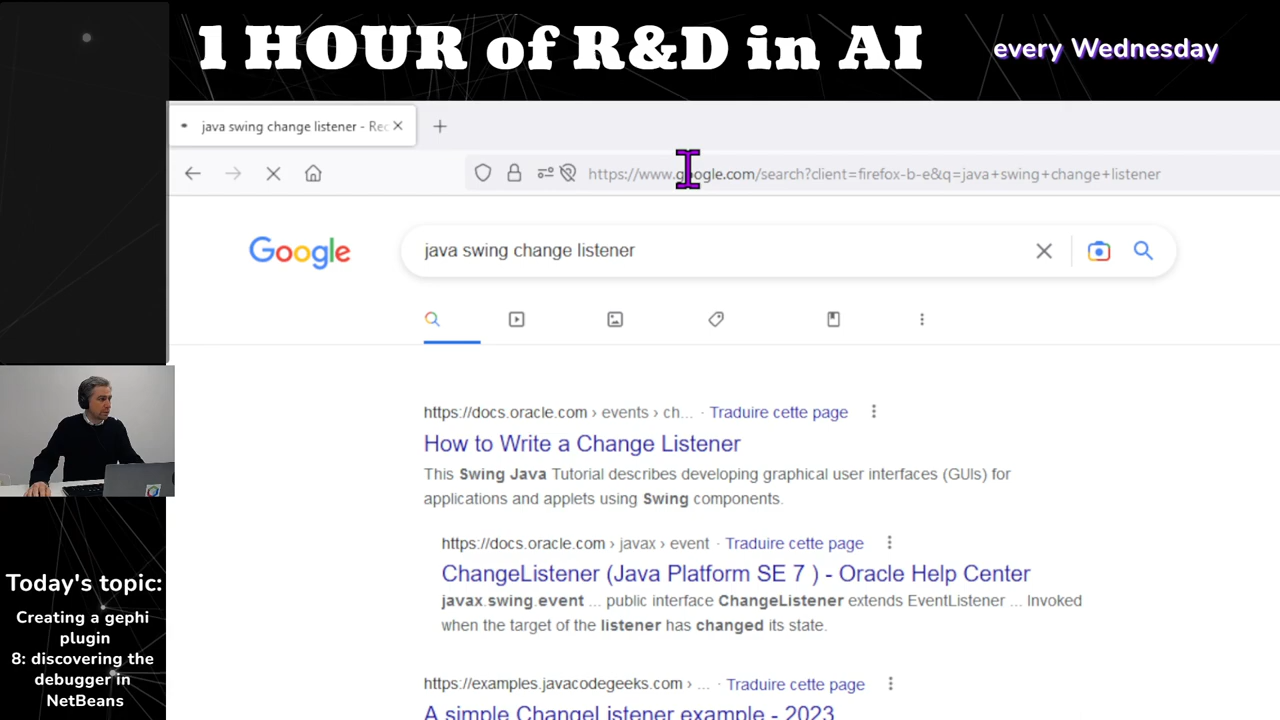 1 HOUR of R&D in AI
every Wednesday
java swing change listener - Rec
https://www.google.com/search?client=firefox-b-e&q=java+swing+change+listener
Google
java swing change listener
https://docs.oracle.com › events › ch... · Traduire cette page
How to Write a Change Listener
This Swing Java Tutorial describes developing graphical user interfaces (GUIs) for
applications and applets using Swing components.
https://docs.oracle.com › javax › event · Traduire cette page
ChangeListener (Java Platform SE 7 ) - Oracle Help Center
javax.swing.event ... public interface ChangeListener extends EventListener ... Invoked
when the target of the listener has changed its state.
https://examples.javacodegeeks.com › ... · Traduire cette page
A simple ChangeListener example - 2023
Today's topic:
Creating a gephi
plugin
8: discovering the
debugger in
NetBeans